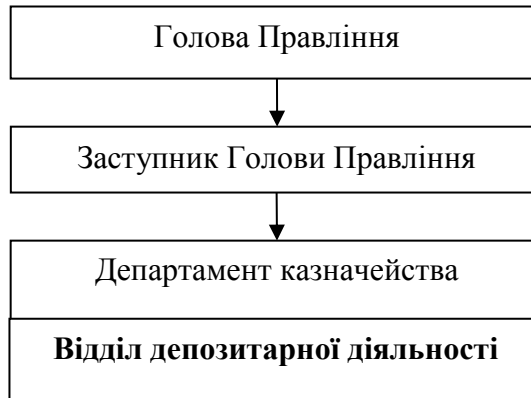 Голова Правління
Заступник Голови Правління
Департамент казначейства
Відділ депозитарної діяльності